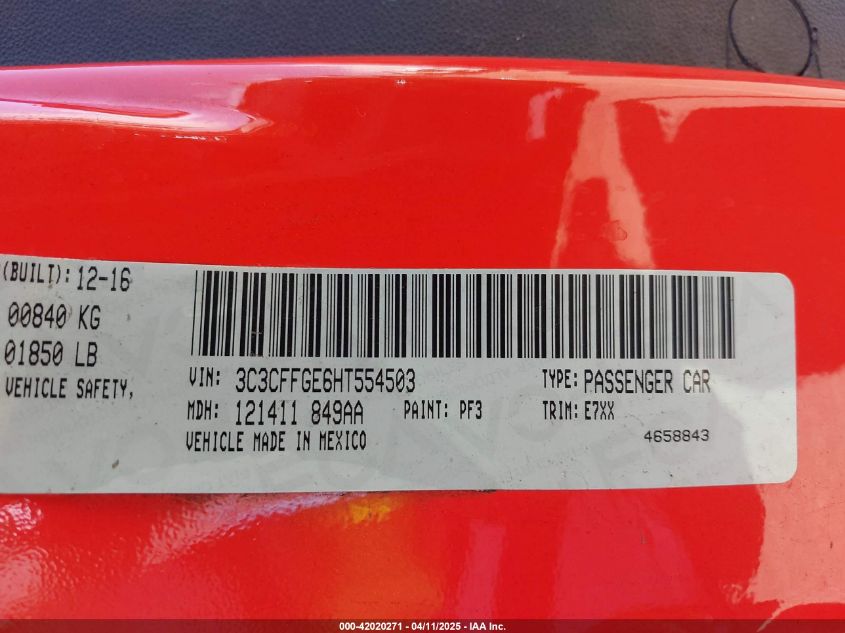 (BUILT): 12-16
00840 KG
01850 LB
VEHICLE SAFETY,
VIN: 3C3CFFGE6HT554503
TYPE: PASSENGER CAR
MDH: 121411 849AA
PAINT: PF3
TRIM: E7XX
VEHICLE MADE IN MEXICO
4658843
000-42020271 - 04/11/2025 - IAA Inc.